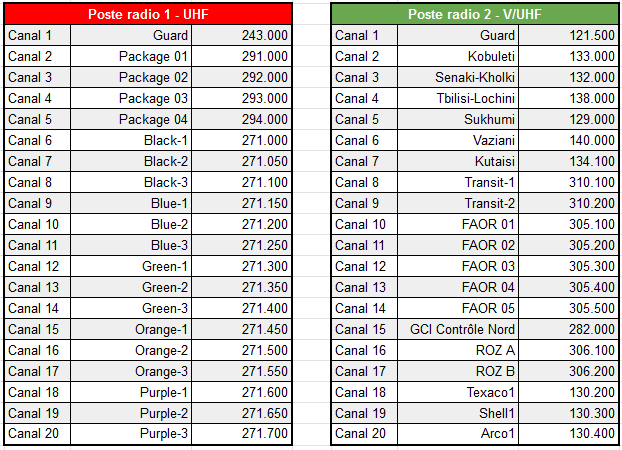 Poste radio 1 - UHF
Canal 1 Guard 243.000
Canal 2 Package 01 291.000
Canal 3 Package 02 292.000
Canal 4 Package 03 293.000
Canal 5 Package 04 294.000
Canal 6 Black-1 271.000
Canal 7 Black-2 271.050
Canal 8 Black-3 271.100
Canal 9 Blue-1 271.150
Canal 10 Blue-2 271.200
Canal 11 Blue-3 271.250
Canal 12 Green-1 271.300
Canal 13 Green-2 271.350
Canal 14 Green-3 271.400
Canal 15 Orange-1 271.450
Canal 16 Orange-2 271.500
Canal 17 Orange-3 271.550
Canal 18 Purple-1 271.600
Canal 19 Purple-2 271.650
Canal 20 Purple-3 271.700
Poste radio 2 - V/UHF
Canal 1 Guard 121.500
Canal 2 Kobuleti 133.000
Canal 3 Senaki-Kholki 132.000
Canal 4 Tbilisi-Lochini 138.000
Canal 5 Sukhumi 129.000
Canal 6 Vaziani 140.000
Canal 7 Kutaisi 134.100
Canal 8 Transit-1 310.100
Canal 9 Transit-2 310.200
Canal 10 FAOR 01 305.100
Canal 11 FAOR 02 305.200
Canal 12 FAOR 03 305.300
Canal 13 FAOR 04 305.400
Canal 14 FAOR 05 305.500
Canal 15 GCI Contrôle Nord 282.000
Canal 16 ROZ A 306.100
Canal 17 ROZ B 306.200
Canal 18 Texaco1 130.200
Canal 19 Shell1 130.300
Canal 20 Arco1 130.400